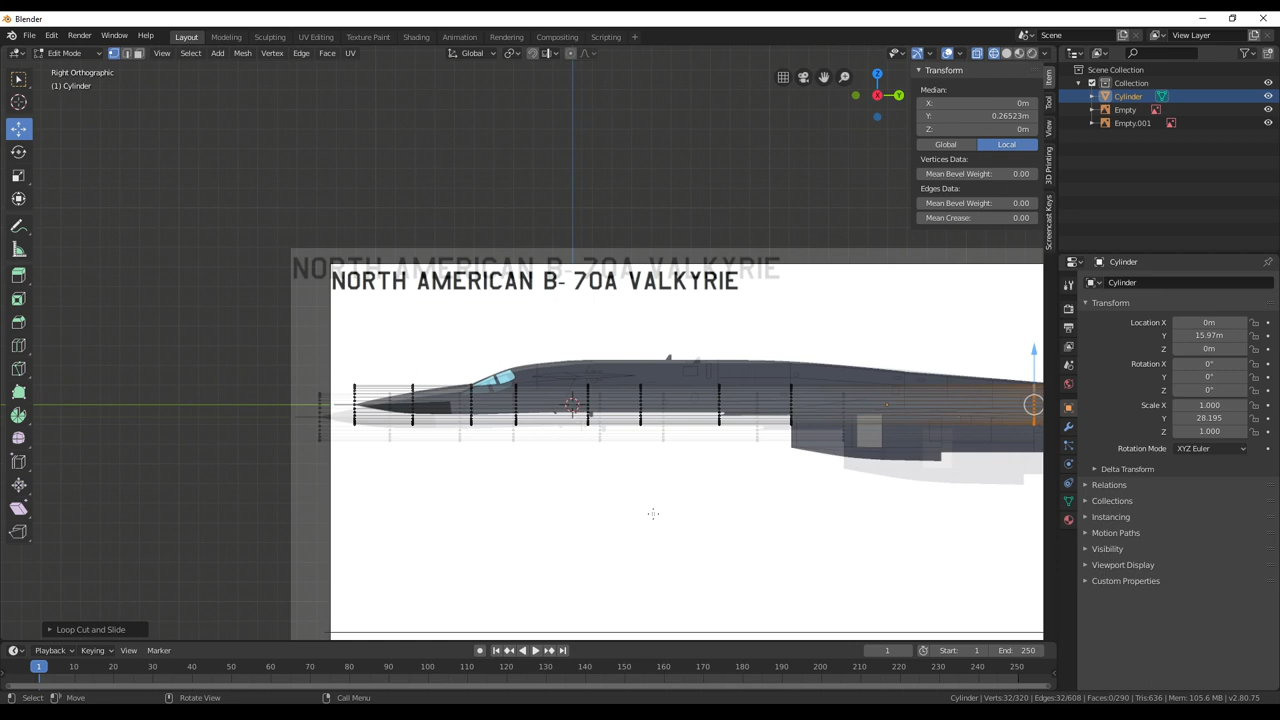 Blender
File Edit Render Window Help Layout Modeling Sculpting UV Editing Texture Paint Shading Animation Rendering Compositing Scripting Scene View Layer
Edit Mode View Select Add Mesh Vertex Edge Face UV Global
Right Orthographic
(1) Cylinder
Z
X
Y
Transform
Median:
X: 0m
Y: 0.26523m
Z: 0m
Global Local
Vertices Data:
Mean Bevel Weight: 0.00
Edges Data:
Mean Bevel Weight: 0.00
Mean Crease: 0.00
Item
Tool
View
3D Printing
Screencast Keys
Scene Collection
Collection
Cylinder
Empty
Empty.001
NORTH AMERICAN B- 70A VALKYRIE
NORTH AMERICAN B- 70A VALKYRIE
Cylinder
Cylinder
Transform
Location X 0m
Y 15.97m
Z 0m
Rotation X 0°
Y 0°
Z 0°
Scale X 1.000
Y 28.195
Z 1.000
Rotation Mode XYZ Euler
Delta Transform
Relations
Collections
Instancing
Motion Paths
Visibility
Viewport Display
Custom Properties
Loop Cut and Slide
Playback Keying View Marker 1 Start: 1 End: 250
1 10 20 30 40 50 60 70 80 90 100 110 120 130 140 150 160 170 180 190 200 210 220 230 240 250
Select Move Rotate View Call Menu Cylinder | Verts:32/320 | Edges:32/608 | Faces:0/290 | Tris:636 | Mem: 105.6 MB | v2.80.75